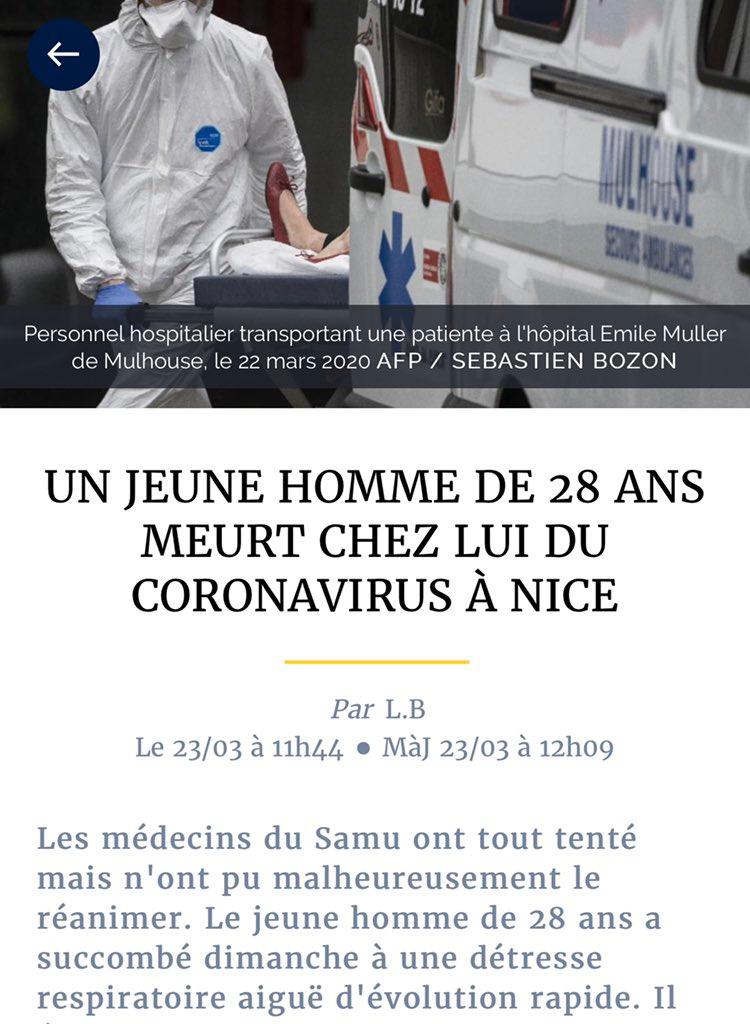 Gifa
MULHOUSE
SECOURS AMBULANCES
Personnel hospitalier transportant une patiente à l'hôpital Emile Muller
de Mulhouse, le 22 mars 2020 AFP / SEBASTIEN BOZON
UN JEUNE HOMME DE 28 ANS
MEURT CHEZ LUI DU
CORONAVIRUS À NICE
Par L.B
Le 23/03 à 11h44 ● MàJ 23/03 à 12h09
Les médecins du Samu ont tout tenté
mais n'ont pu malheureusement le
réanimer. Le jeune homme de 28 ans a
succombé dimanche à une détresse
respiratoire aiguë d'évolution rapide. Il